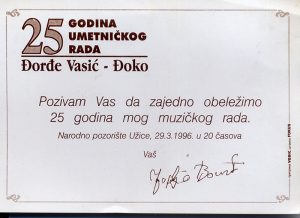 25 GODINA
UMETNIČKOG
RADA
Đorđe Vasić - Đoko
Pozivam Vas da zajedno obeležimo
25 godina mog muzičkog rada.
Narodno pozorište Užice, 29.3.1996. u 20 časova
Vaš